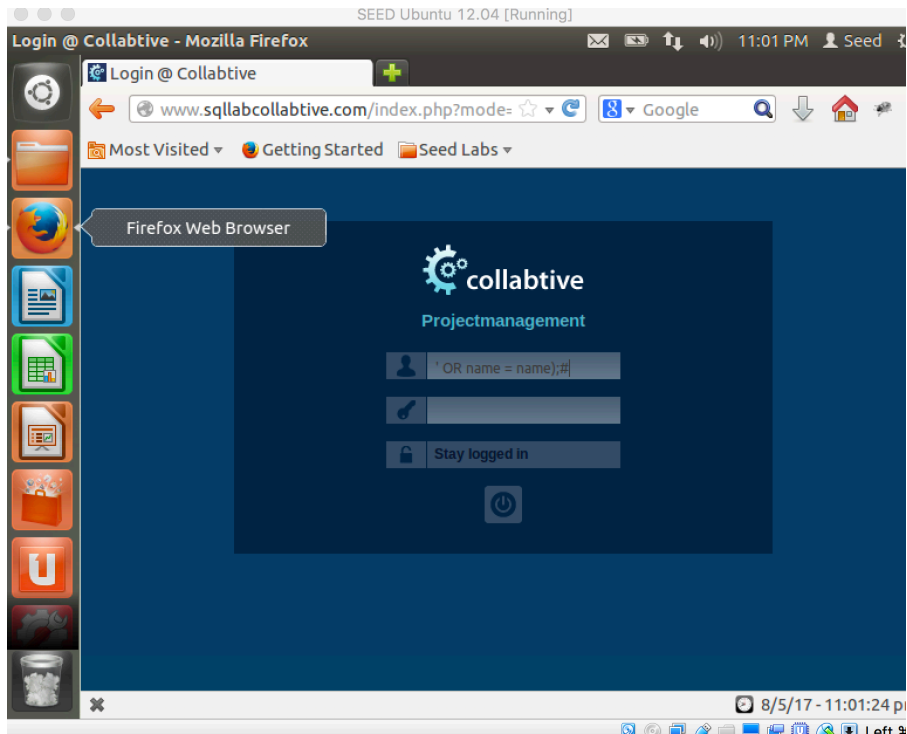 SEED Ubuntu 12.04 [Running]
Login @ Collabtive - Mozilla Firefox
11:01 PM Seed
Login @ Collabtive
www.sqllabcollabtive.com/index.php?mode=
Google
Most Visited
Getting Started
Seed Labs
Firefox Web Browser
collabtive
Projectmanagement
' OR name = name);#
Stay logged in
8/5/17 - 11:01:24
Left ⌘